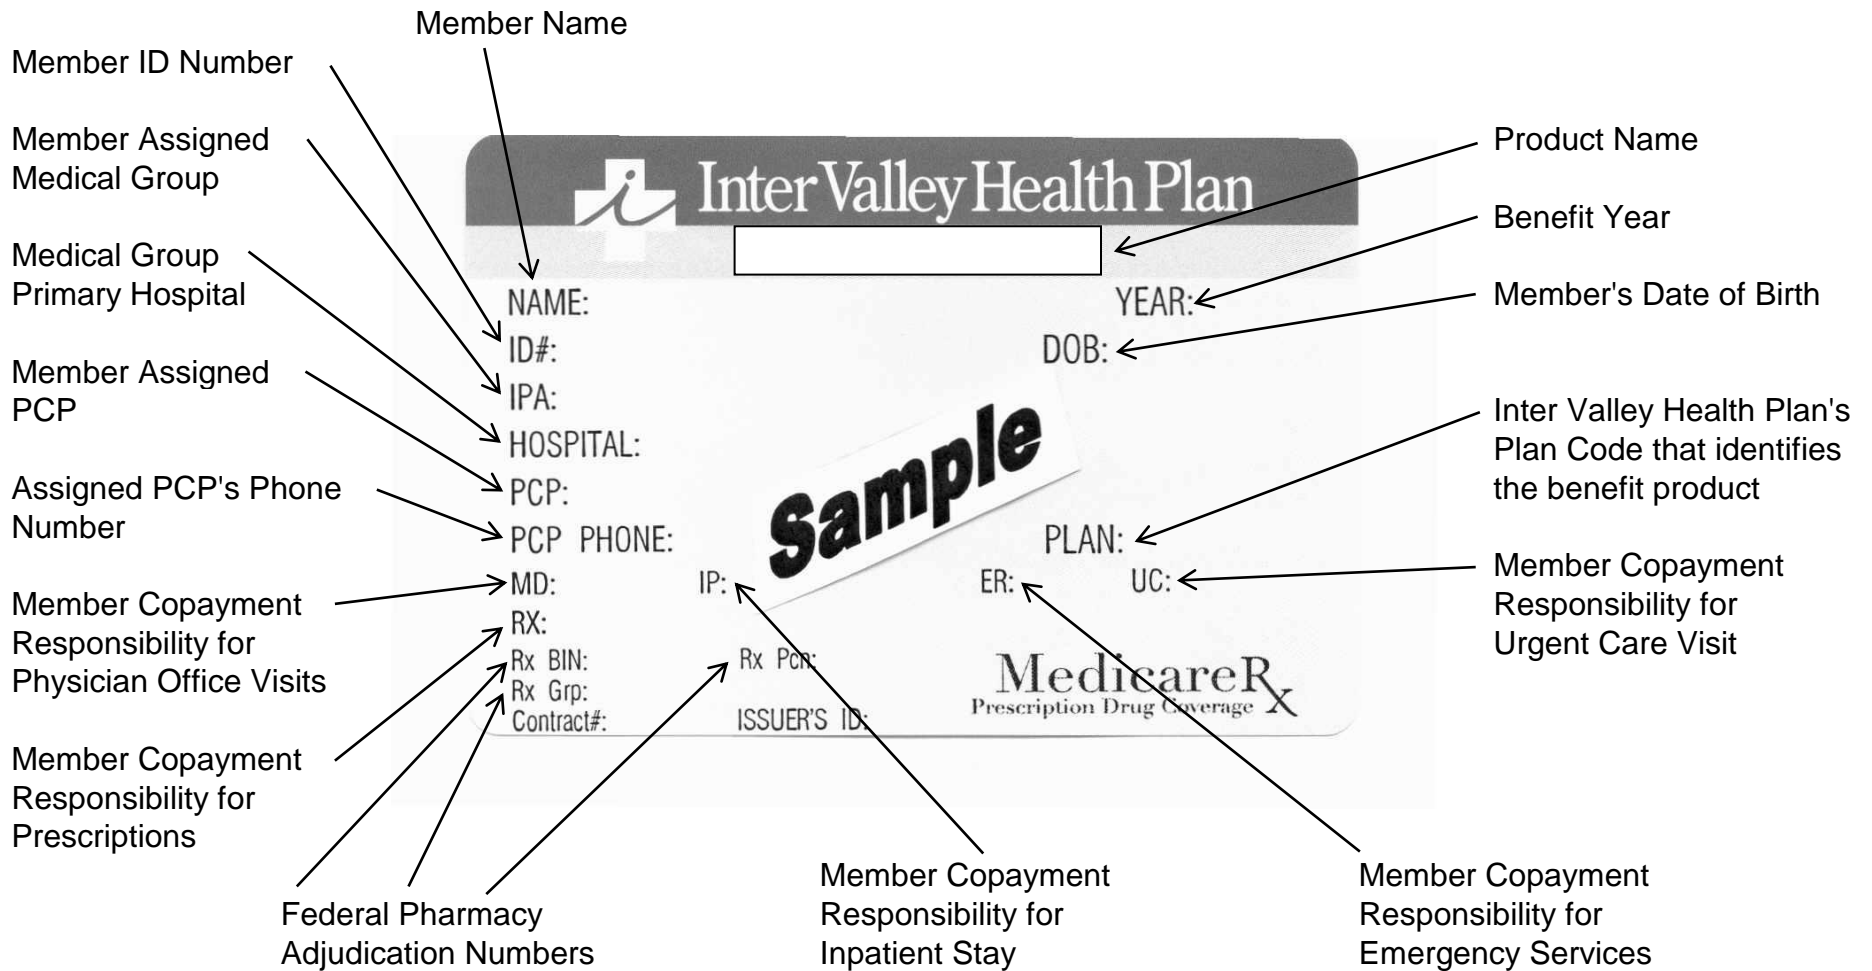 Member Name
Member ID Number
Member Assigned
Medical Group
Medical Group
Primary Hospital
Member Assigned
PCP
Assigned PCP's Phone
Number
Member Copayment
Responsibility for
Physician Office Visits
Member Copayment
Responsibility for
Prescriptions
Inter Valley Health Plan
NAME:
YEAR:
ID#:
DOB:
IPA:
HOSPITAL:
PCP:
Sample
PCP PHONE:
PLAN:
MD: IP: ER: UC:
RX:
Rx BIN: Rx Pcn:
Rx Grp:
Contract#: ISSUER'S ID:
MedicareRx
Prescription Drug Coverage
Product Name
Benefit Year
Member's Date of Birth
Inter Valley Health Plan's
Plan Code that identifies
the benefit product
Member Copayment
Responsibility for
Urgent Care Visit
Federal Pharmacy
Adjudication Numbers
Member Copayment
Responsibility for
Inpatient Stay
Member Copayment
Responsibility for
Emergency Services